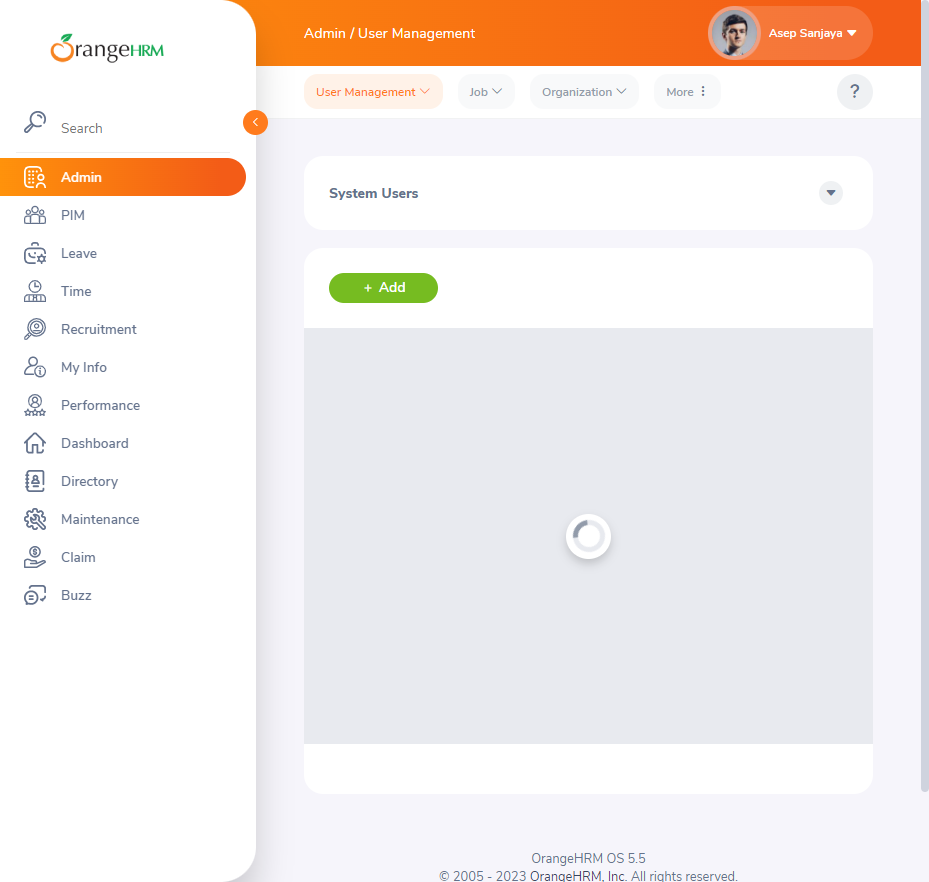 OrangeHRM
Search
Admin
PIM
Leave
Time
Recruitment
My Info
Performance
Dashboard
Directory
Maintenance
Claim
Buzz
Admin / User Management
Asep Sanjaya
User Management
Job
Organization
More
?
System Users
+ Add
OrangeHRM OS 5.5
© 2005 - 2023 OrangeHRM, Inc. All rights reserved.